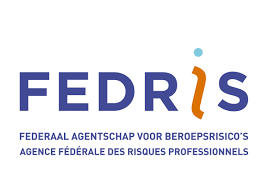 FEDRiS
FEDERAAL AGENTSCHAP VOOR BEROEPSRISICO'S
AGENCE FÉDÉRALE DES RISQUES PROFESSIONNELS